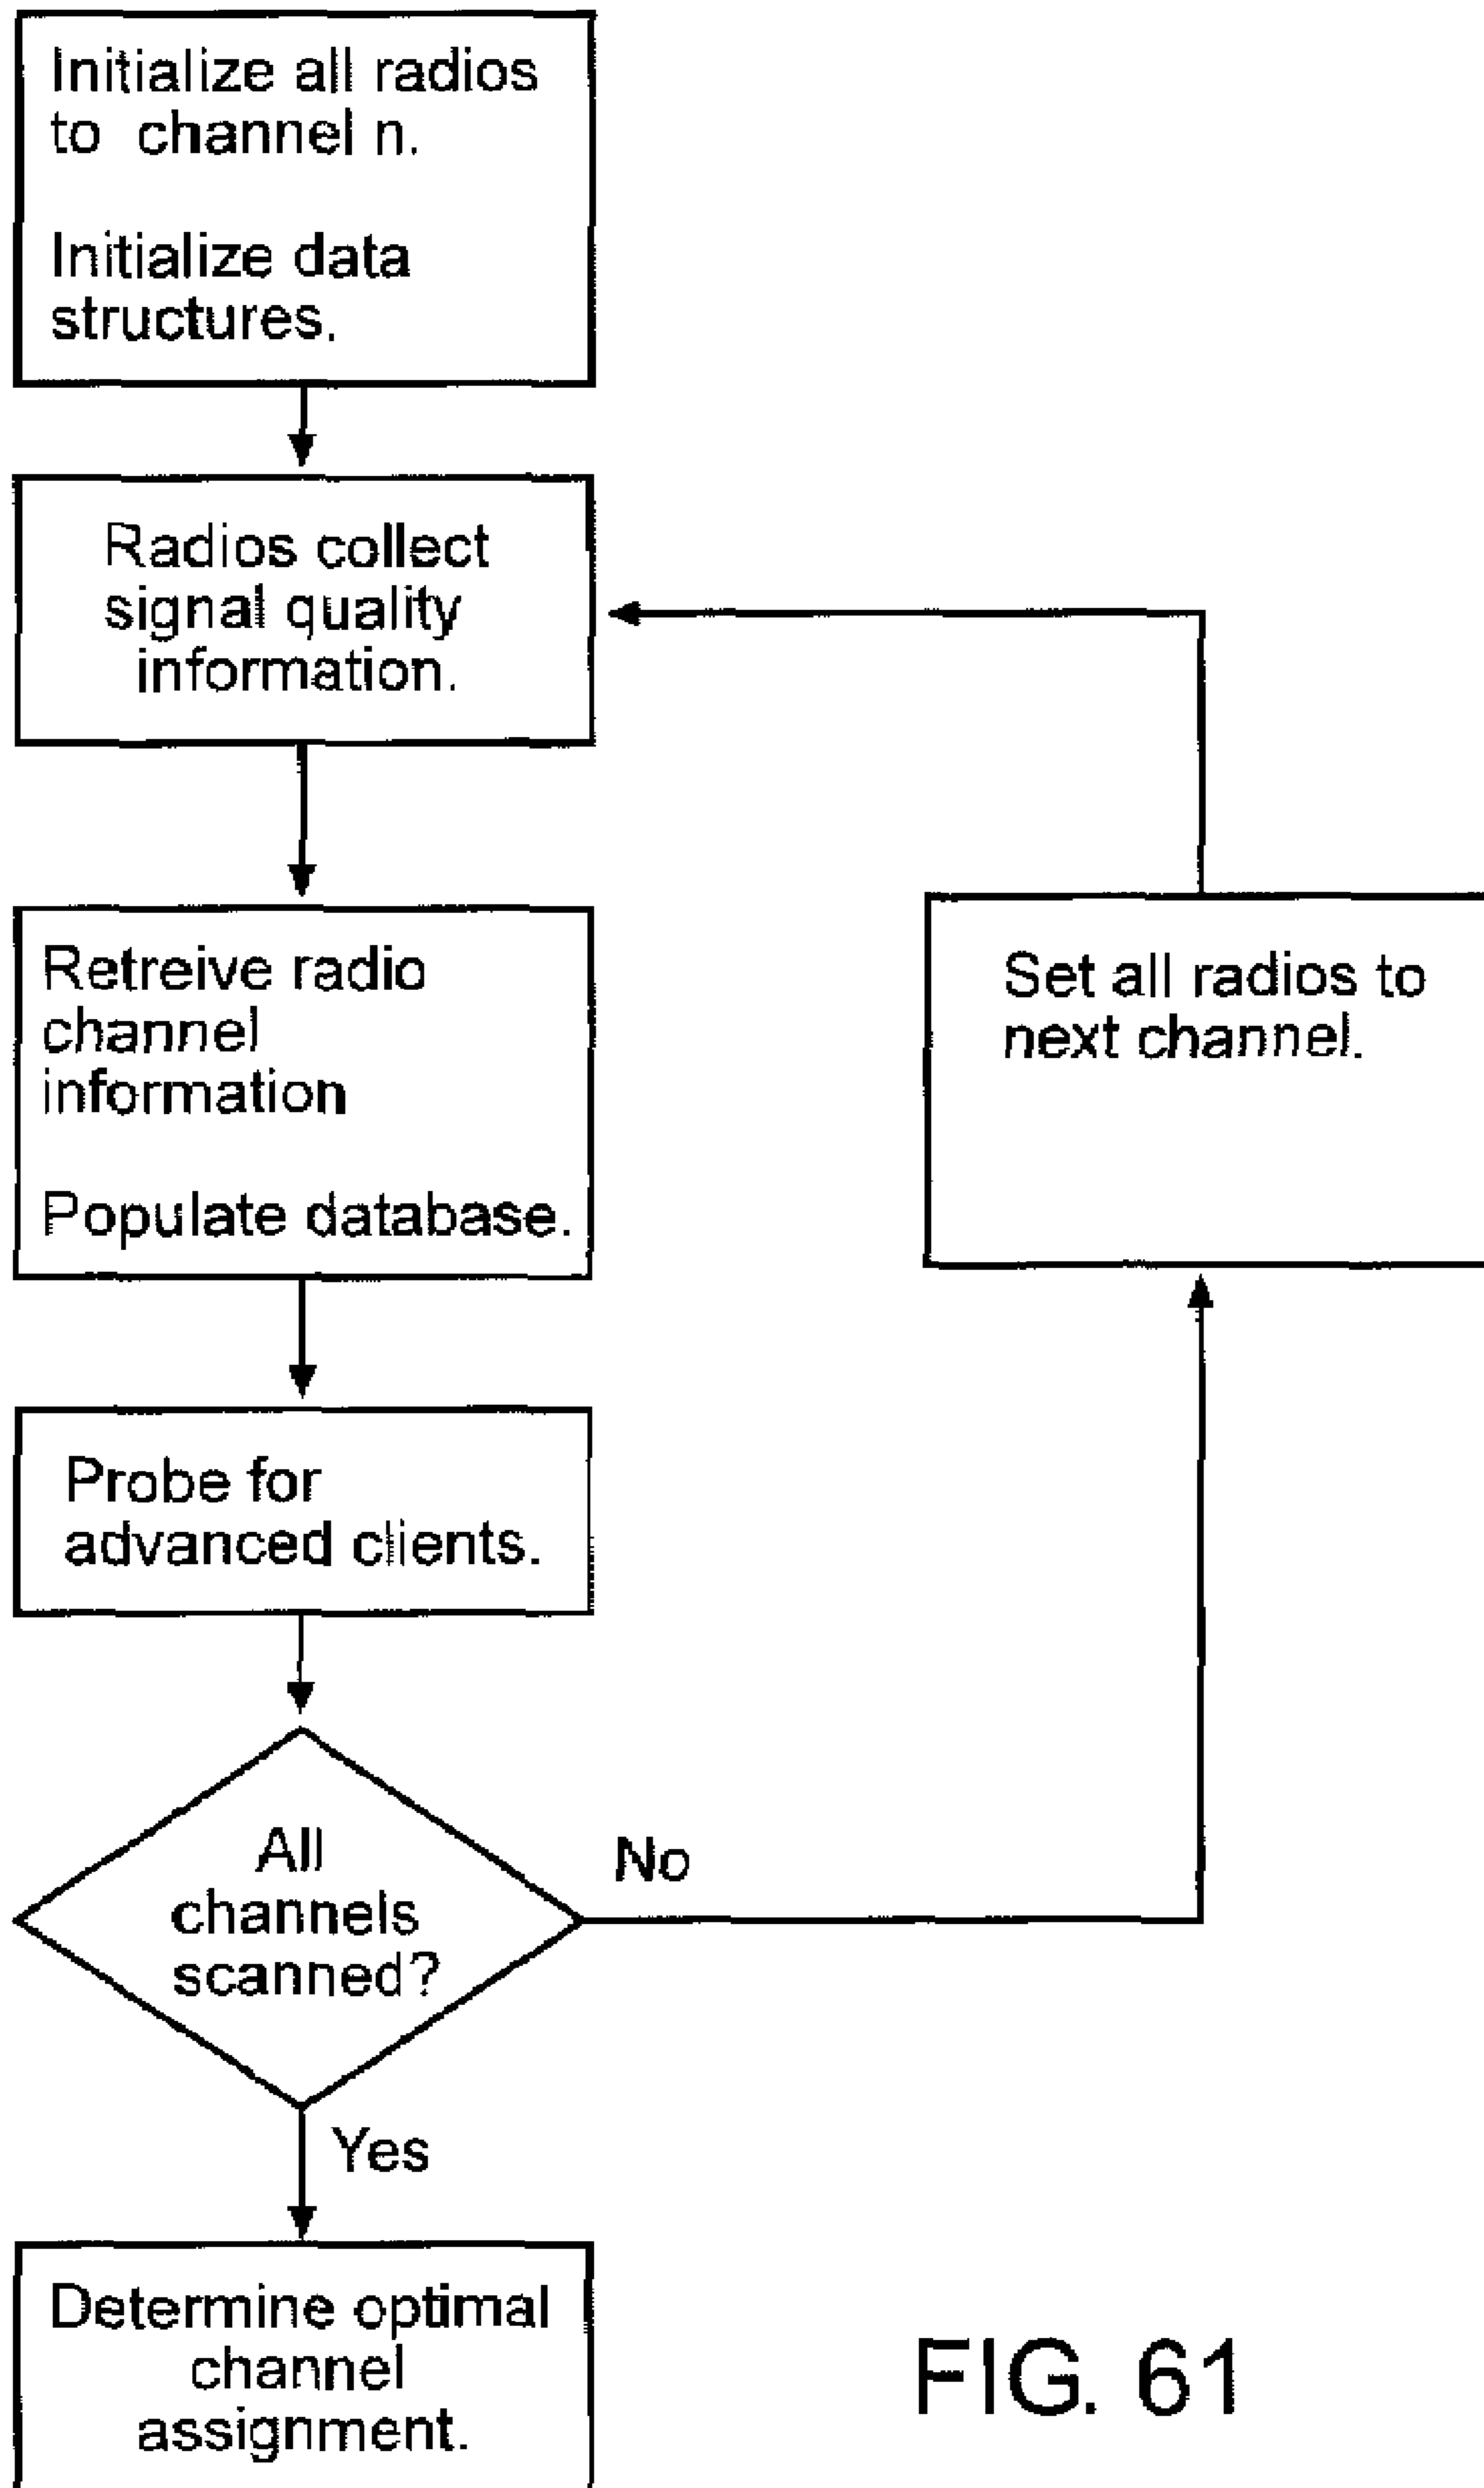 Initialize all radios
to channel n.
Initialize data
structures.
Radios collect
signal quality
information.
Retreive radio
channel
information
Populate database.
Set all radios to
next channel.
Probe for
advanced clients.
All
channels
scanned?
No
Yes
Determine optimal
channel
assignment.
FIG. 61